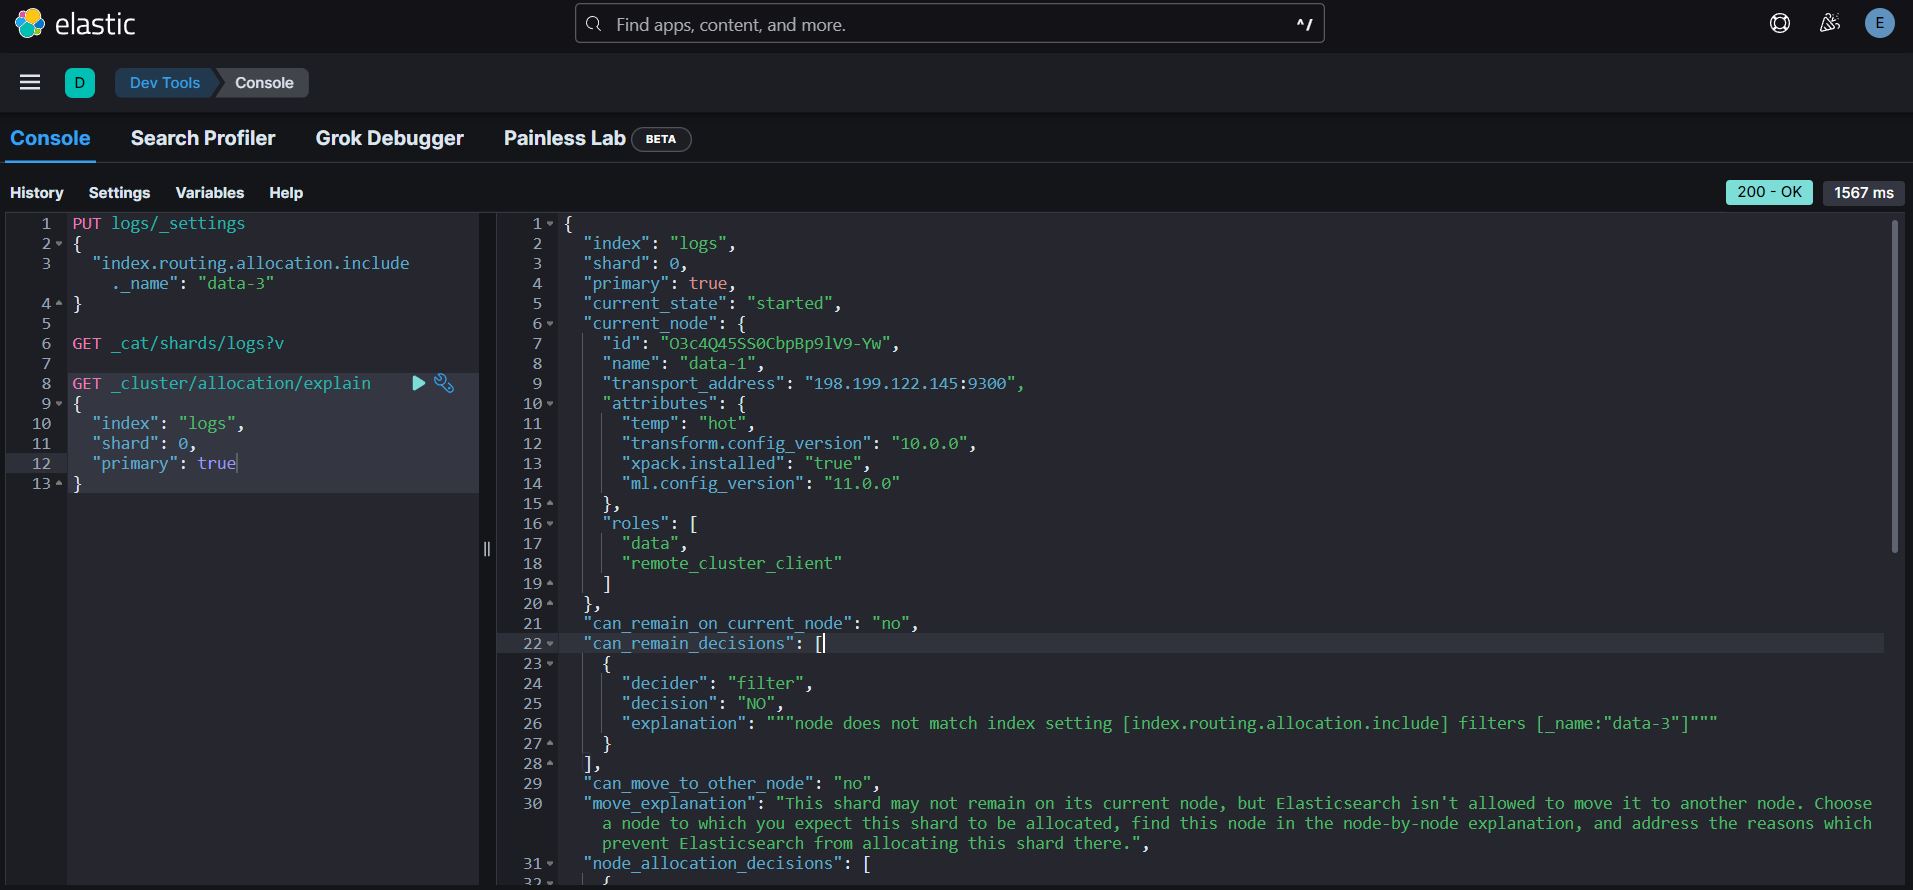 elastic
Find apps, content, and more.
^/
E
D
Dev Tools
Console
Console
Search Profiler
Grok Debugger
Painless Lab
BETA
History
Settings
Variables
Help
200 - OK
1567 ms
1 PUT logs/_settings
2 {
3 "index.routing.allocation.include
._name": "data-3"
4 }
5
6 GET _cat/shards/logs?v
7
8 GET _cluster/allocation/explain
9 {
10 "index": "logs",
11 "shard": 0,
12 "primary": true
13 }
1 {
2 "index": "logs",
3 "shard": 0,
4 "primary": true,
5 "current_state": "started",
6 "current_node": {
7 "id": "O3c4Q45SS0CbpBp9lV9-Yw",
8 "name": "data-1",
9 "transport_address": "198.199.122.145:9300",
10 "attributes": {
11 "temp": "hot",
12 "transform.config_version": "10.0.0",
13 "xpack.installed": "true",
14 "ml.config_version": "11.0.0"
15 },
16 "roles": [
17 "data",
18 "remote_cluster_client"
19 ]
20 },
21 "can_remain_on_current_node": "no",
22 "can_remain_decisions": [
23 {
24 "decider": "filter",
25 "decision": "NO",
26 "explanation": """node does not match index setting [index.routing.allocation.include] filters [_name:"data-3"]"""
27 }
28 ],
29 "can_move_to_other_node": "no",
30 "move_explanation": "This shard may not remain on its current node, but Elasticsearch isn't allowed to move it to another node. Choose
a node to which you expect this shard to be allocated, find this node in the node-by-node explanation, and address the reasons which
prevent Elasticsearch from allocating this shard there.",
31 "node_allocation_decisions": [
32 {